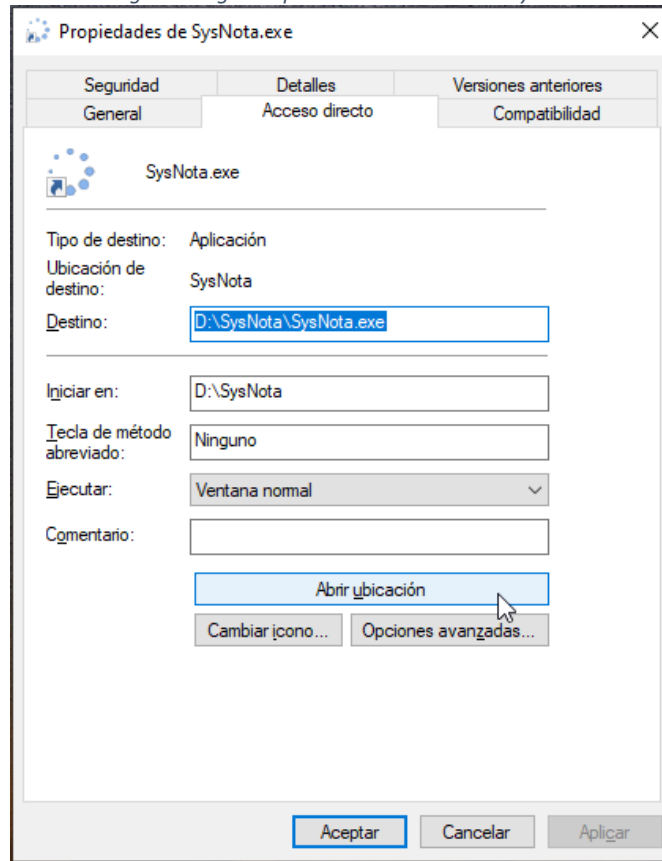 Propiedades de SysNota.exe
Seguridad Detalles Versiones anteriores
General Acceso directo Compatibilidad
SysNota.exe
Tipo de destino: Aplicación
Ubicación de
destino: SysNota
Destino: D:\SysNota\SysNota.exe
Iniciar en: D:\SysNota
Tecla de método
abreviado: Ninguno
Ejecutar: Ventana normal
Comentario:
Abrir ubicación
Cambiar icono... Opciones avanzadas...
Aceptar Cancelar Aplicar